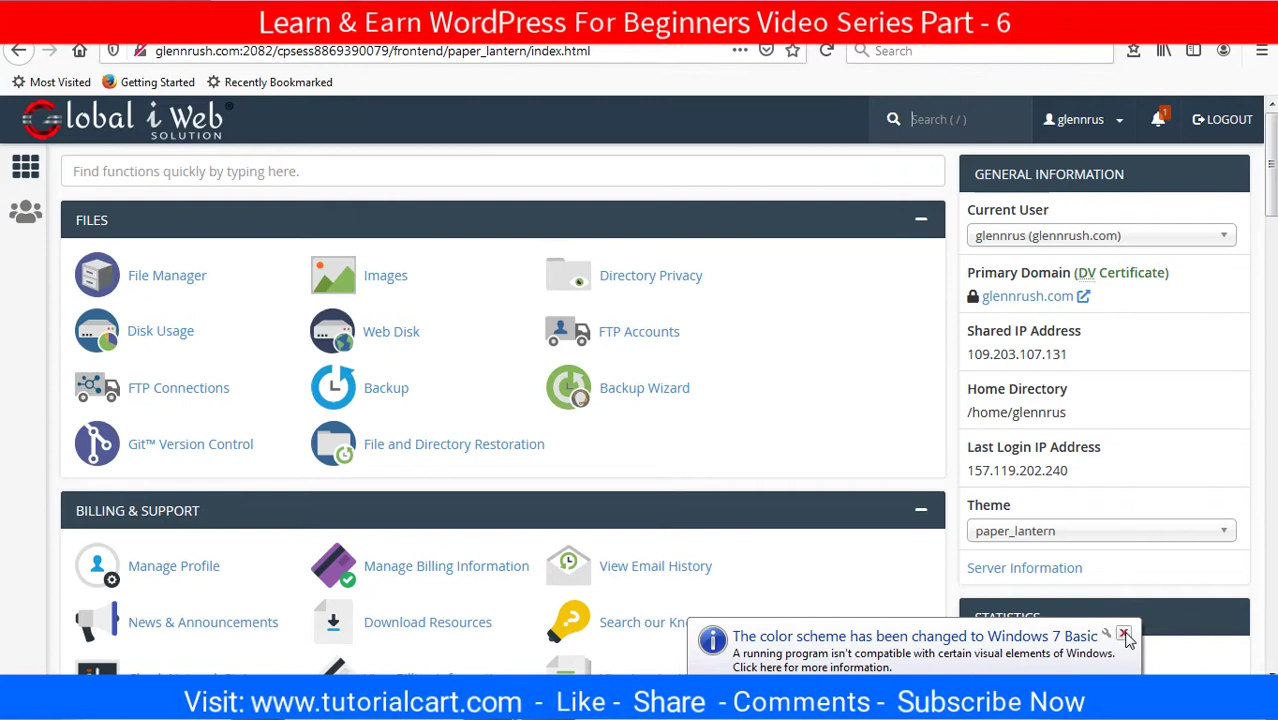 Learn & Earn WordPress For Beginners Video Series Part - 6
glennrush.com:2082/cpsess8869390079/frontend/paper_lantern/index.html
Search
Most Visited Getting Started Recently Bookmarked
Global i Web ®
SOLUTION
Search ( / ) glennrus 1 LOGOUT
Find functions quickly by typing here.
FILES
File Manager Images Directory Privacy
Disk Usage Web Disk FTP Accounts
FTP Connections Backup Backup Wizard
Git™ Version Control File and Directory Restoration
BILLING & SUPPORT
Manage Profile Manage Billing Information View Email History
News & Announcements Download Resources Search our Kn
GENERAL INFORMATION
Current User
glennrus (glennrush.com)
Primary Domain (DV Certificate)
glennrush.com
Shared IP Address
109.203.107.131
Home Directory
/home/glennrus
Last Login IP Address
157.119.202.240
Theme
paper_lantern
Server Information
STATISTICS
The color scheme has been changed to Windows 7 Basic
A running program isn't compatible with certain visual elements of Windows.
Click here for more information.
Visit: www.tutorialcart.com - Like - Share - Comments - Subscribe Now